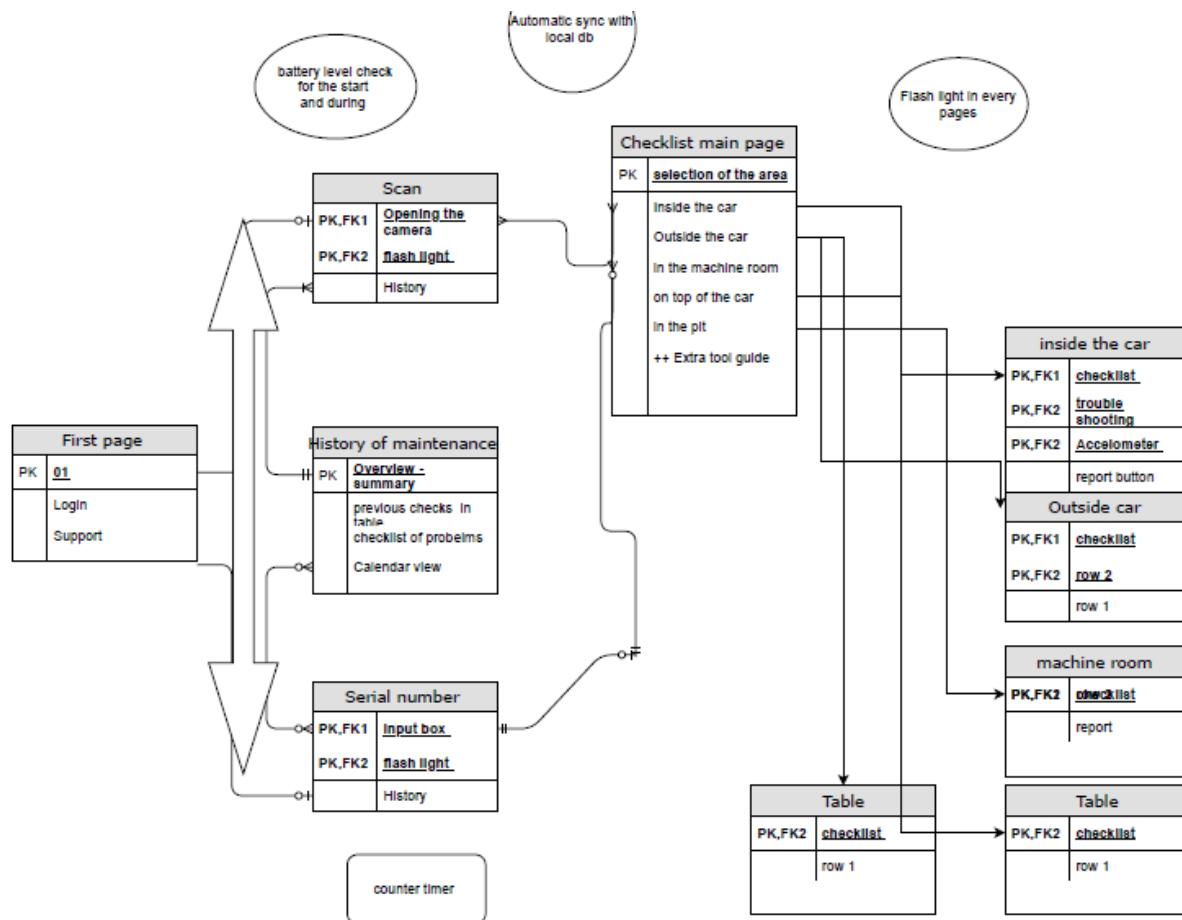 Automatic sync with
local db
battery level check
for the start
and during
Flash light in every
pages
Checklist main page
PK selection of the area
Inside the car
Outside the car
In the machine room
on top of the car
In the pit
++ Extra tool guide
Scan
PK,FK1 Opening the
camera
PK,FK2 flash light
History
First page
PK 01
Login
Support
History of maintenance
PK Overview -
summary
previous checks in
table
checklist of probelms
Calendar view
Serial number
PK,FK1 Input box
PK,FK2 flash light
History
counter timer
inside the car
PK,FK1 checklist
PK,FK2 trouble
shooting
PK,FK2 Accelometer
report button
Outside car
PK,FK1 checklist
PK,FK2 row 2
row 1
machine room
checklist
report
Table
PK,FK2 checklist
row 1
Table
PK,FK2 checklist
row 1